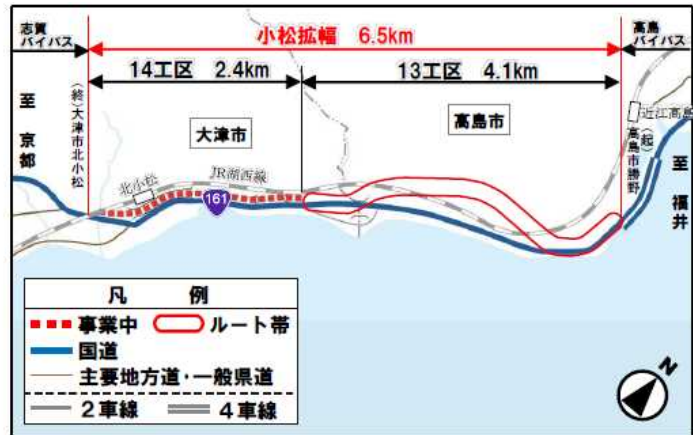 志賀
バイパス
小松拡幅 6.5km
高島
バイパス
14工区 2.4km
13工区 4.1km
至 京都
(終)大津市北小松
大津市
高島市
近江高島
(起)
高島市勝野
至 福井
北小松
JR湖西線
161
凡 例
事業中 ルート帯
国道
主要地方道・一般県道
2車線 4車線
N